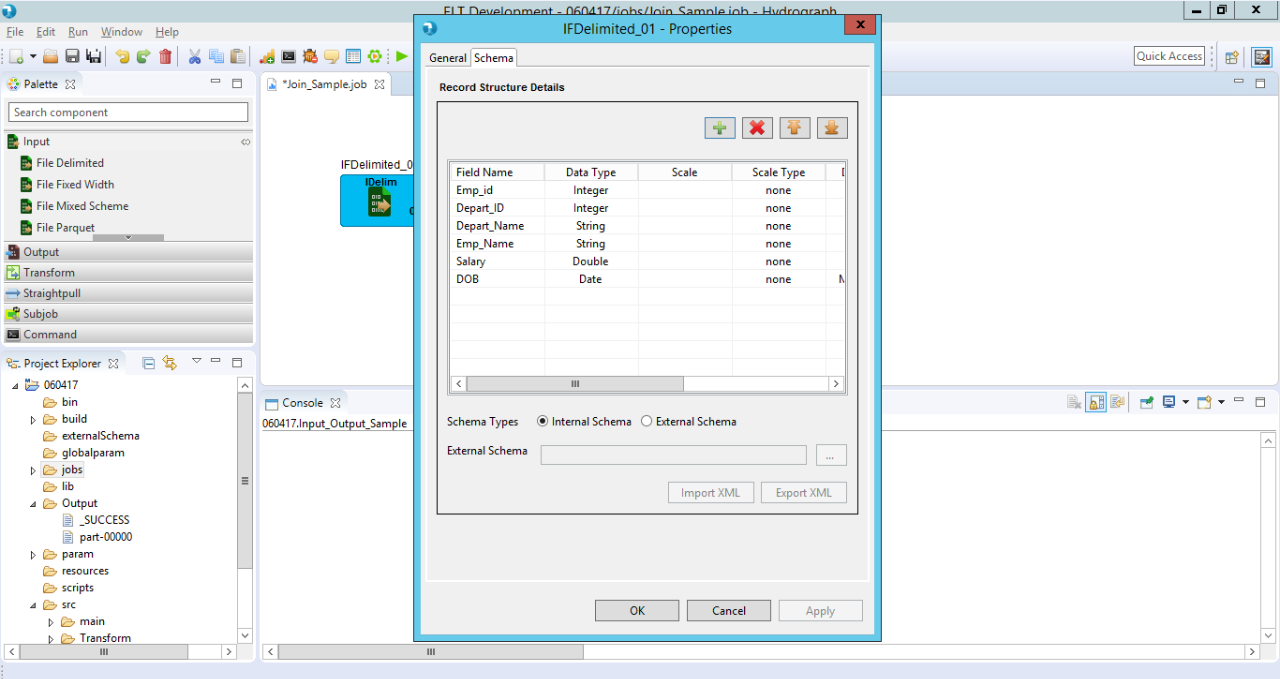 ELT Development - 060417/jobs/Join_Sample.job - Hydrograph
File Edit Run Window Help
Quick Access
Palette
Search component
Input
File Delimited
File Fixed Width
File Mixed Scheme
File Parquet
Output
Transform
Straightpull
Subjob
Command
Project Explorer
060417
bin
build
externalSchema
globalparam
jobs
lib
Output
_SUCCESS
part-00000
param
resources
scripts
src
main
Transform
*Join_Sample.job
IFDelimited_0
IDelim
Console
060417.Input_Output_Sample
IFDelimited_01 - Properties
General Schema
Record Structure Details
Field Name Data Type Scale Scale Type
Emp_id Integer none
Depart_ID Integer none
Depart_Name String none
Emp_Name String none
Salary Double none
DOB Date none
Schema Types Internal Schema External Schema
External Schema ...
Import XML Export XML
OK Cancel Apply